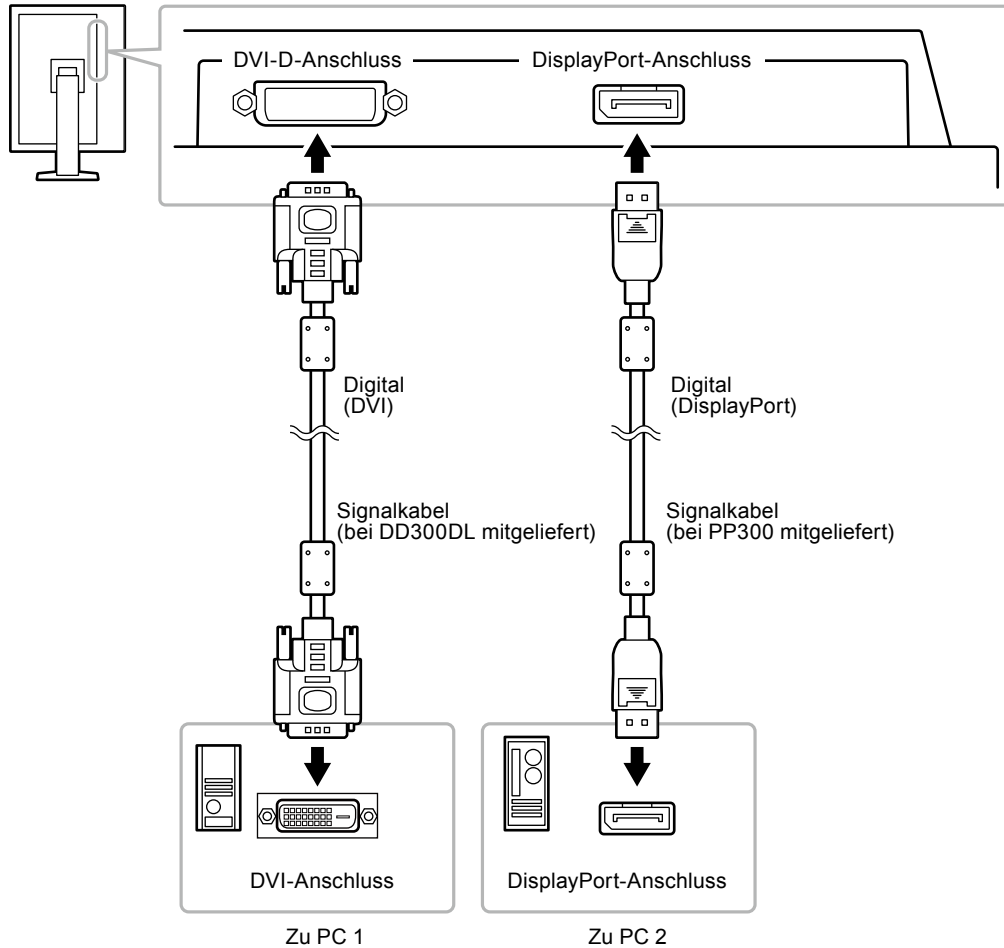 DVI-D-Anschluss
DisplayPort-Anschluss
Digital
(DVI)
Digital
(DisplayPort)
Signalkabel
(bei DD300DL mitgeliefert)
Signalkabel
(bei PP300 mitgeliefert)
DVI-Anschluss
DisplayPort-Anschluss
Zu PC 1
Zu PC 2